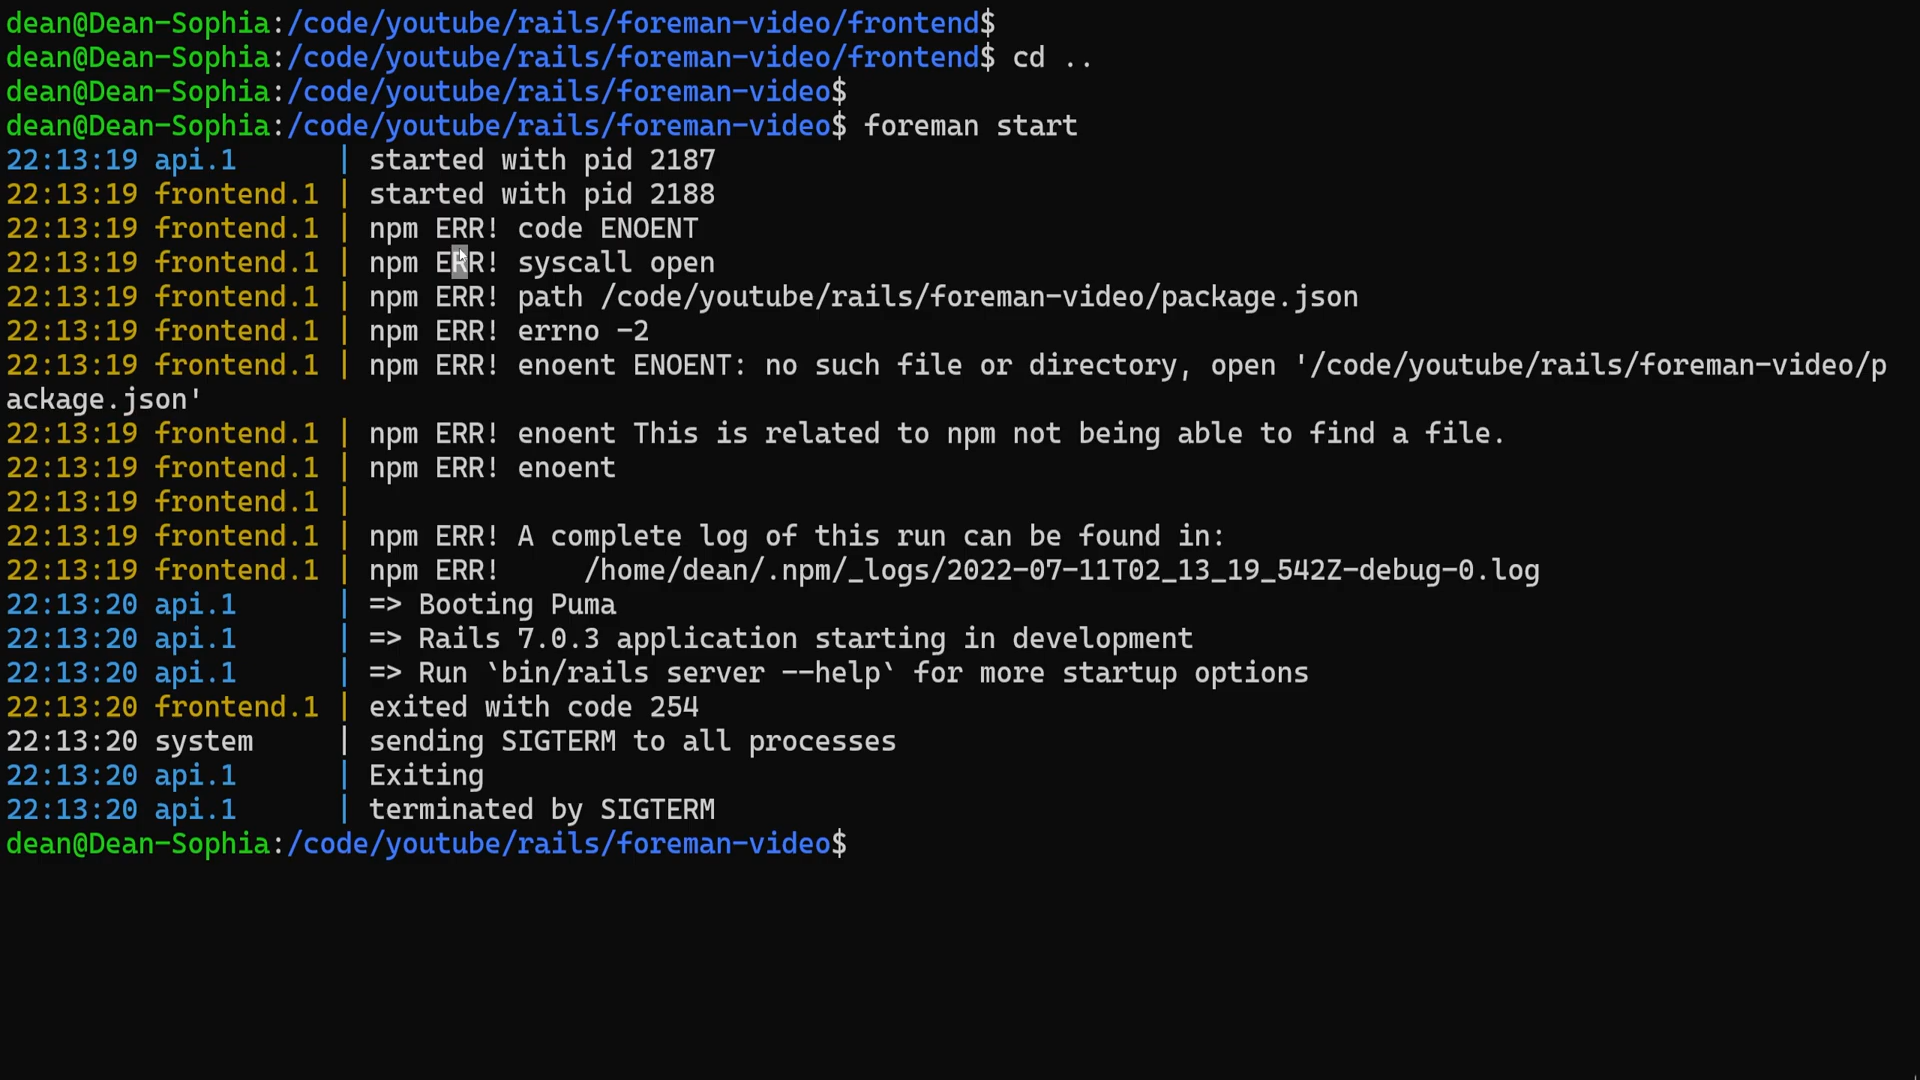 dean@Dean-Sophia:/code/youtube/rails/foreman-video/frontend$
dean@Dean-Sophia:/code/youtube/rails/foreman-video/frontend$ cd ..
dean@Dean-Sophia:/code/youtube/rails/foreman-video$
dean@Dean-Sophia:/code/youtube/rails/foreman-video$ foreman start
22:13:19 api.1      | started with pid 2187
22:13:19 frontend.1 | started with pid 2188
22:13:19 frontend.1 | npm ERR! code ENOENT
22:13:19 frontend.1 | npm ERR! syscall open
22:13:19 frontend.1 | npm ERR! path /code/youtube/rails/foreman-video/package.json
22:13:19 frontend.1 | npm ERR! errno -2
22:13:19 frontend.1 | npm ERR! enoent ENOENT: no such file or directory, open '/code/youtube/rails/foreman-video/p
ackage.json'
22:13:19 frontend.1 | npm ERR! enoent This is related to npm not being able to find a file.
22:13:19 frontend.1 | npm ERR! enoent
22:13:19 frontend.1 |
22:13:19 frontend.1 | npm ERR! A complete log of this run can be found in:
22:13:19 frontend.1 | npm ERR!     /home/dean/.npm/_logs/2022-07-11T02_13_19_542Z-debug-0.log
22:13:20 api.1      | => Booting Puma
22:13:20 api.1      | => Rails 7.0.3 application starting in development
22:13:20 api.1      | => Run `bin/rails server --help` for more startup options
22:13:20 frontend.1 | exited with code 254
22:13:20 system     | sending SIGTERM to all processes
22:13:20 api.1      | Exiting
22:13:20 api.1      | terminated by SIGTERM
dean@Dean-Sophia:/code/youtube/rails/foreman-video$